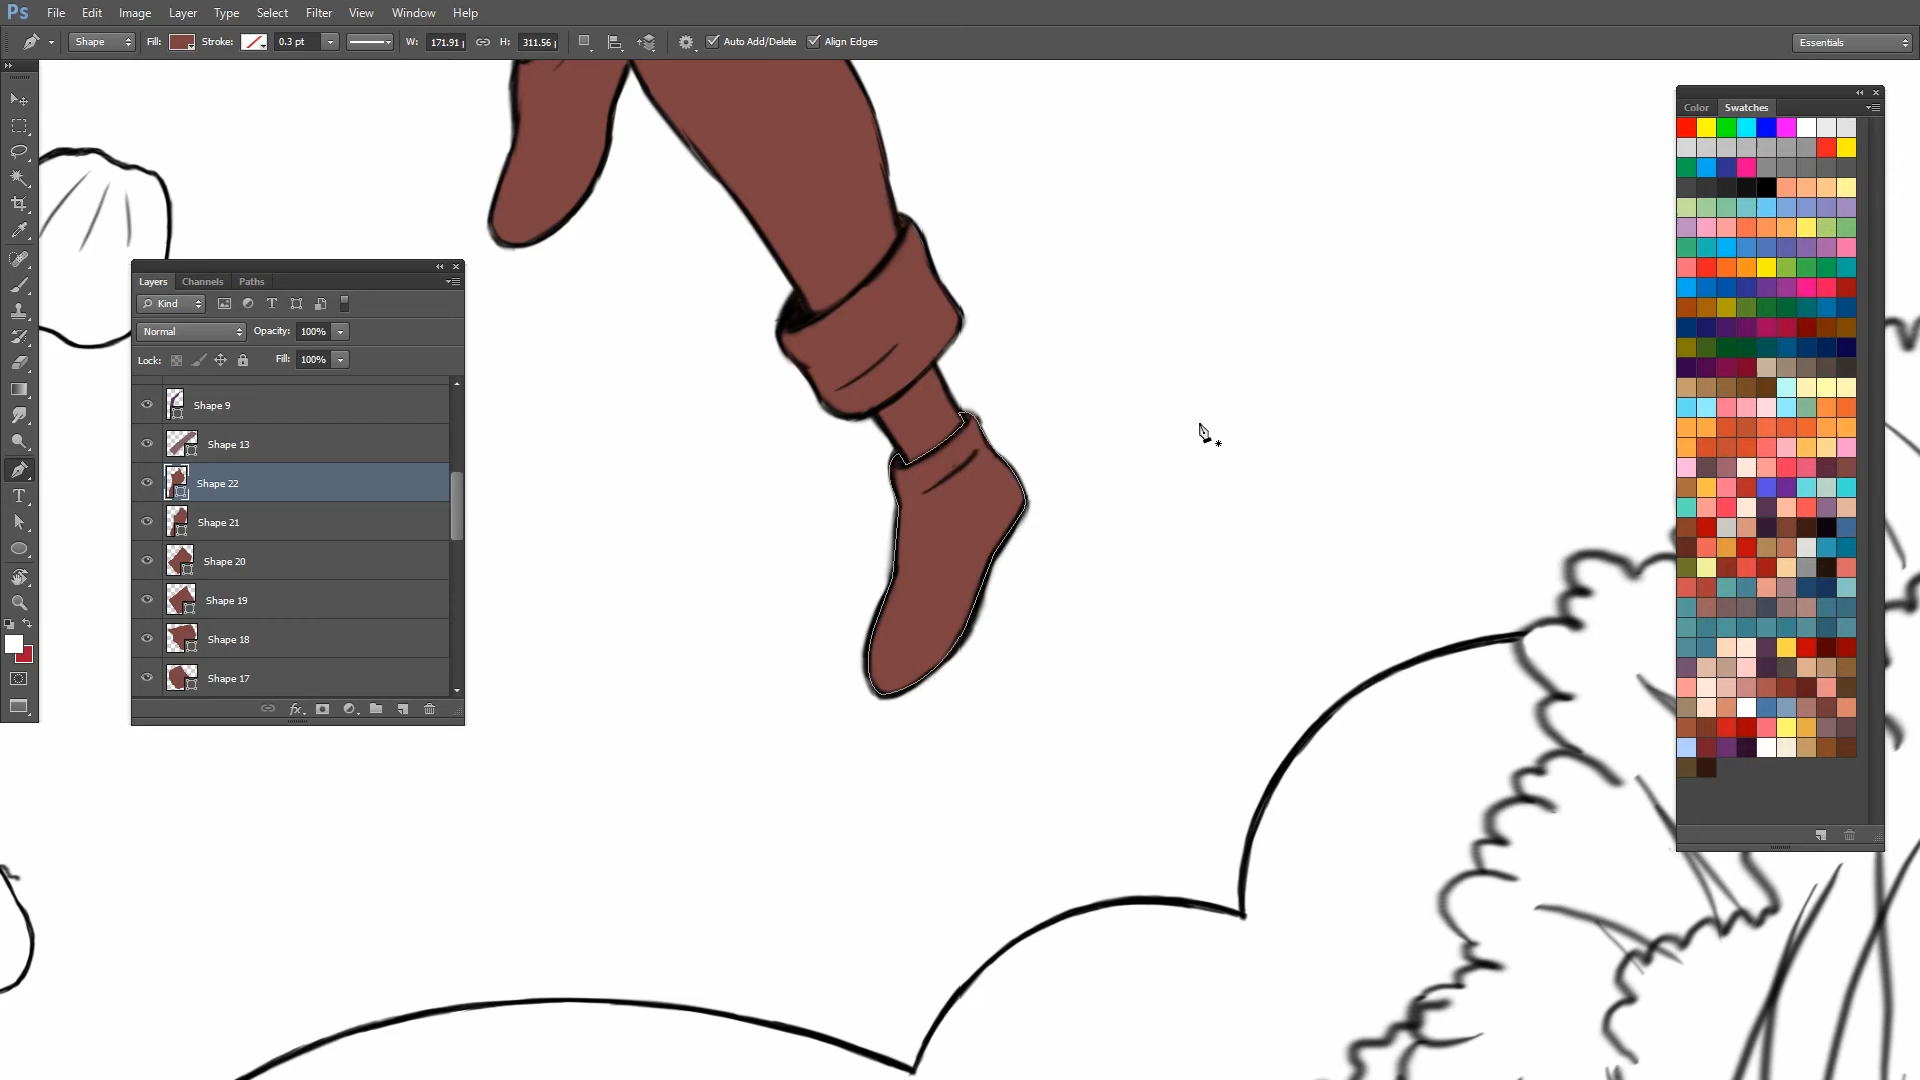 Ps File Edit Image Layer Type Select Filter View Window Help
Shape Fill: Stroke: 0.3 pt W: 171.91 H: 311.56 Auto Add/Delete Align Edges Essentials
Color Swatches
Layers Channels Paths
Kind T
Normal Opacity: 100%
Lock: Fill: 100%
Shape 9
Shape 13
Shape 22
Shape 21
Shape 20
Shape 19
Shape 18
Shape 17
fx
T